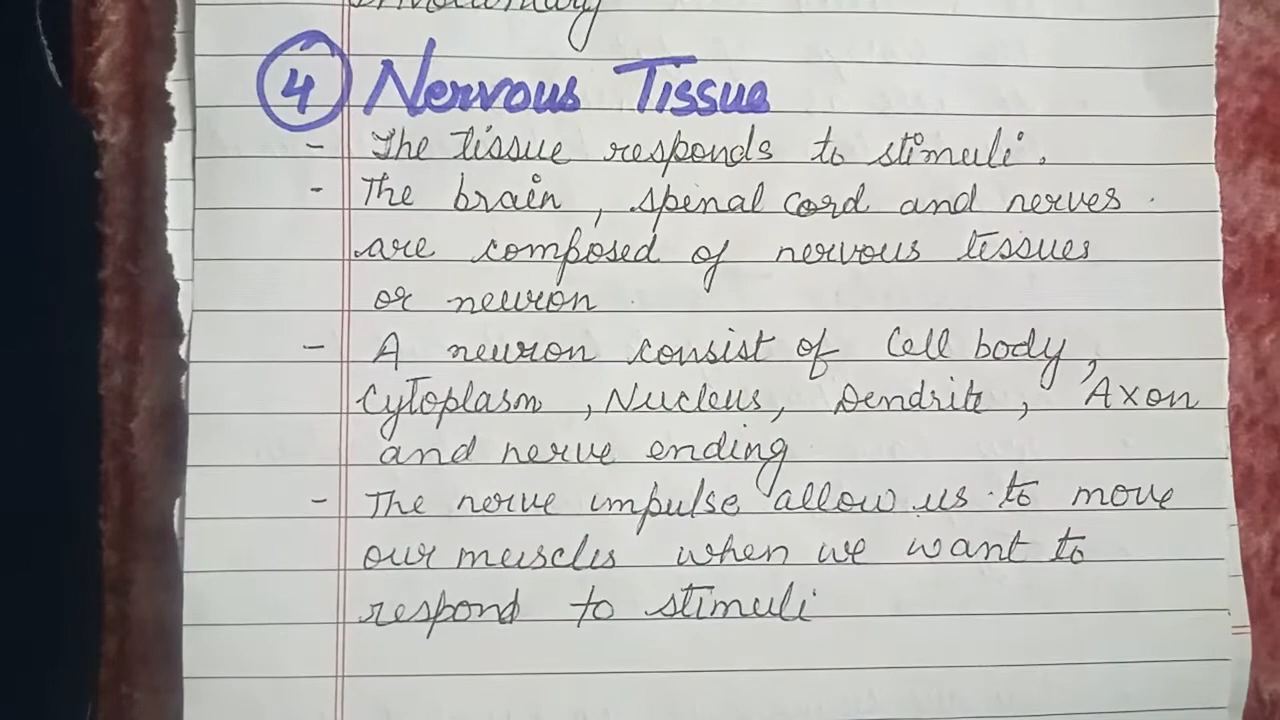 Involuntary
4 Nervous Tissue
- The tissue responds to stimuli.
- The brain, spinal cord and nerves
are composed of nervous tissues
or neuron.
- A neuron consist of Cell body,
Cytoplasm, Nucleus, Dendrite, Axon
and nerve ending
- The nerve impulse allow us to move
our muscles when we want to
respond to stimuli